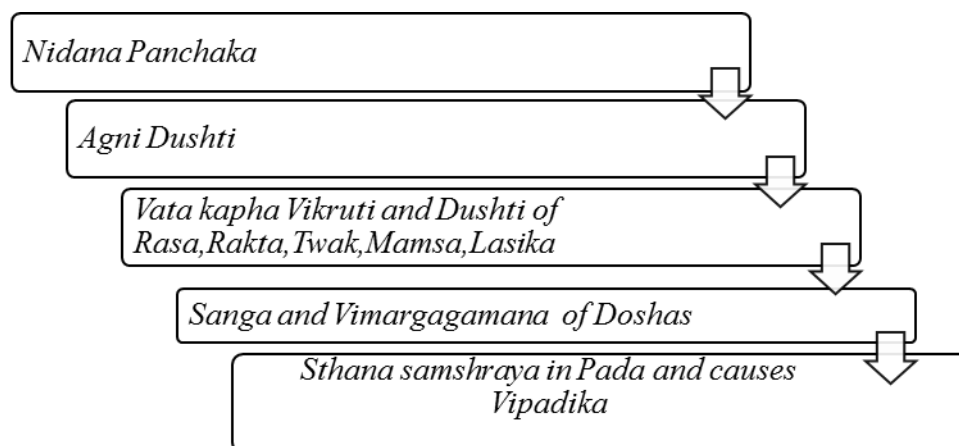 Nidana Panchaka
Agni Dushti
Vata kapha Vikruti and Dushti of
Rasa,Rakta,Twak,Mamsa,Lasika
Sanga and Vimargagamana of Doshas
Sthana samshraya in Pada and causes
Vipadika